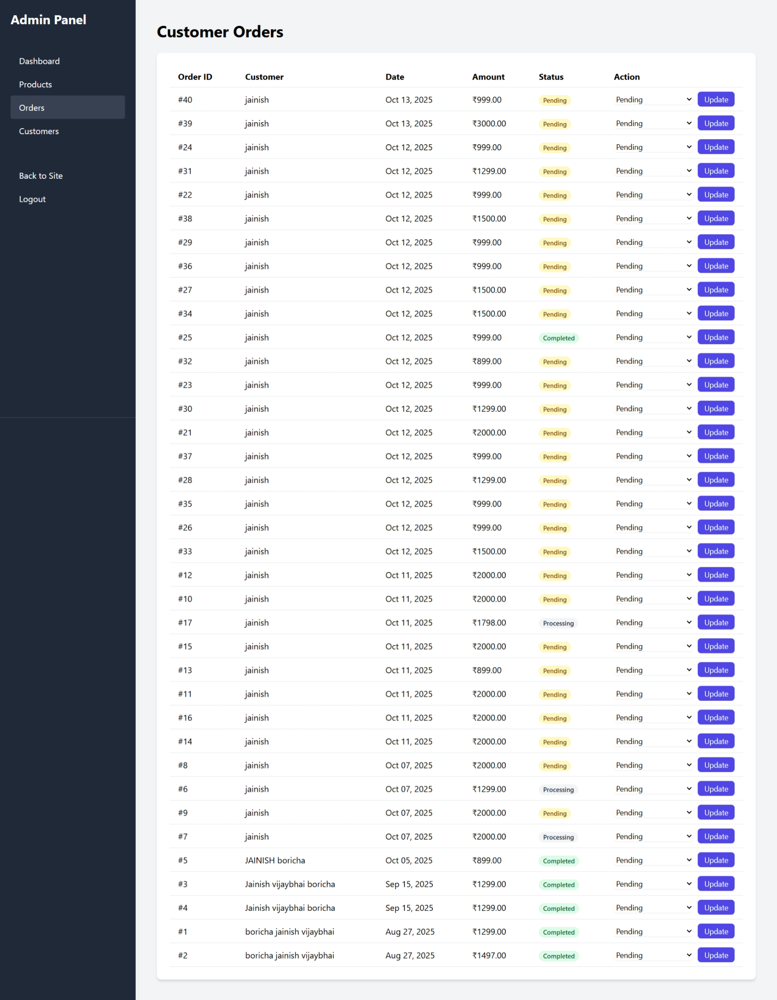 Admin Panel
Dashboard
Products
Orders
Customers
Back to Site
Logout
Customer Orders
Order ID Customer Date Amount Status Action
#40 jainish Oct 13, 2025 ₹999.00 Pending Pending Update
#39 jainish Oct 13, 2025 ₹3000.00 Pending Pending Update
#24 jainish Oct 12, 2025 ₹999.00 Pending Pending Update
#31 jainish Oct 12, 2025 ₹1299.00 Pending Pending Update
#22 jainish Oct 12, 2025 ₹999.00 Pending Pending Update
#38 jainish Oct 12, 2025 ₹1500.00 Pending Pending Update
#29 jainish Oct 12, 2025 ₹999.00 Pending Pending Update
#36 jainish Oct 12, 2025 ₹999.00 Pending Pending Update
#27 jainish Oct 12, 2025 ₹1500.00 Pending Pending Update
#34 jainish Oct 12, 2025 ₹1500.00 Pending Pending Update
#25 jainish Oct 12, 2025 ₹999.00 Completed Pending Update
#32 jainish Oct 12, 2025 ₹899.00 Pending Pending Update
#23 jainish Oct 12, 2025 ₹999.00 Pending Pending Update
#30 jainish Oct 12, 2025 ₹1299.00 Pending Pending Update
#21 jainish Oct 12, 2025 ₹2000.00 Pending Pending Update
#37 jainish Oct 12, 2025 ₹999.00 Pending Pending Update
#28 jainish Oct 12, 2025 ₹1299.00 Pending Pending Update
#35 jainish Oct 12, 2025 ₹999.00 Pending Pending Update
#26 jainish Oct 12, 2025 ₹999.00 Pending Pending Update
#33 jainish Oct 12, 2025 ₹1500.00 Pending Pending Update
#12 jainish Oct 11, 2025 ₹2000.00 Pending Pending Update
#10 jainish Oct 11, 2025 ₹2000.00 Pending Pending Update
#17 jainish Oct 11, 2025 ₹1798.00 Processing Pending Update
#15 jainish Oct 11, 2025 ₹2000.00 Pending Pending Update
#13 jainish Oct 11, 2025 ₹899.00 Pending Pending Update
#11 jainish Oct 11, 2025 ₹2000.00 Pending Pending Update
#16 jainish Oct 11, 2025 ₹2000.00 Pending Pending Update
#14 jainish Oct 11, 2025 ₹2000.00 Pending Pending Update
#8 jainish Oct 07, 2025 ₹2000.00 Pending Pending Update
#6 jainish Oct 07, 2025 ₹1299.00 Processing Pending Update
#9 jainish Oct 07, 2025 ₹2000.00 Pending Pending Update
#7 jainish Oct 07, 2025 ₹2000.00 Processing Pending Update
#5 JAINISH boricha Oct 05, 2025 ₹899.00 Completed Pending Update
#3 Jainish vijaybhai boricha Sep 15, 2025 ₹1299.00 Completed Pending Update
#4 Jainish vijaybhai boricha Sep 15, 2025 ₹1299.00 Completed Pending Update
#1 boricha jainish vijaybhai Aug 27, 2025 ₹1299.00 Completed Pending Update
#2 boricha jainish vijaybhai Aug 27, 2025 ₹1497.00 Completed Pending Update